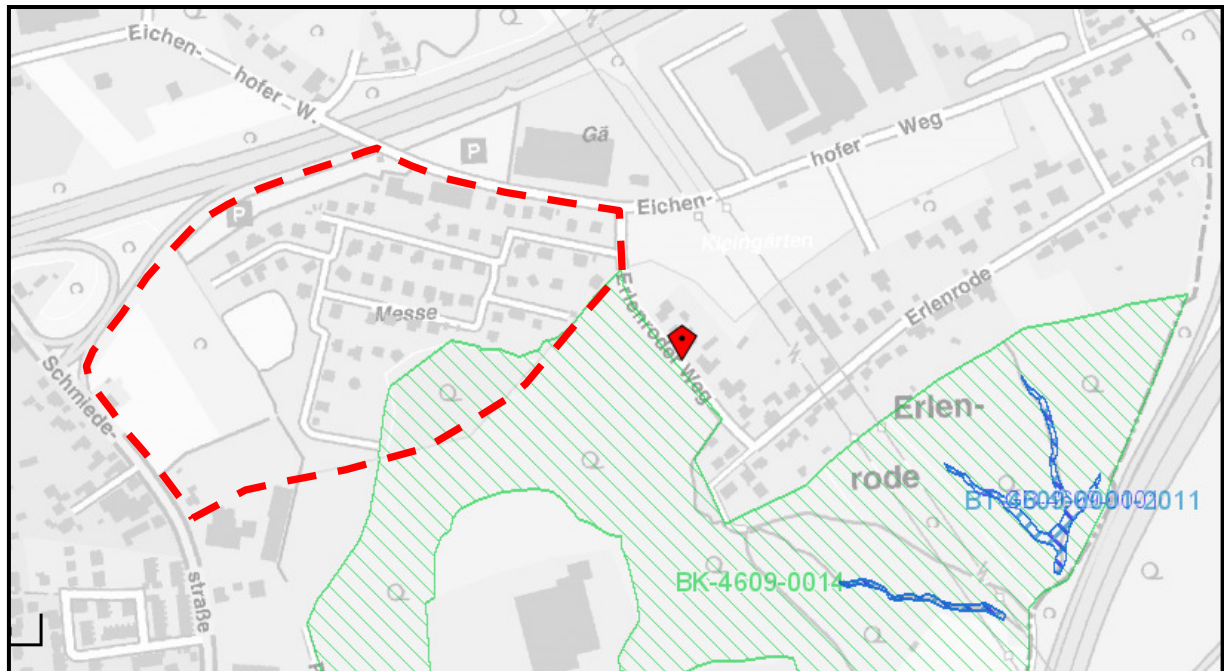 Eichen-
hofer - W.
P
Gä
hofer Weg
Eichen-
P
Kleingärten
Erlenrode
Messe
Erlenroder Weg
Schmiede-
Erlen-
rode
BK-4609-0014
straße